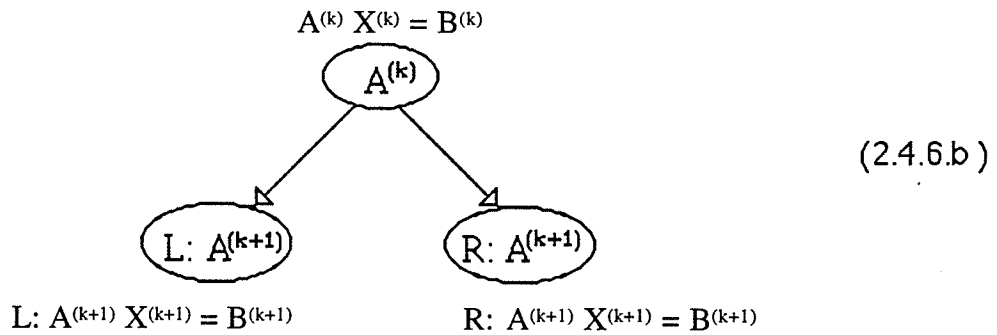 A⁽ᵏ⁾ X⁽ᵏ⁾ = B⁽ᵏ⁾
A⁽ᵏ⁾
(2.4.6.b)
L: A⁽ᵏ⁺¹⁾
R: A⁽ᵏ⁺¹⁾
L: A⁽ᵏ⁺¹⁾ X⁽ᵏ⁺¹⁾ = B⁽ᵏ⁺¹⁾
R: A⁽ᵏ⁺¹⁾ X⁽ᵏ⁺¹⁾ = B⁽ᵏ⁺¹⁾